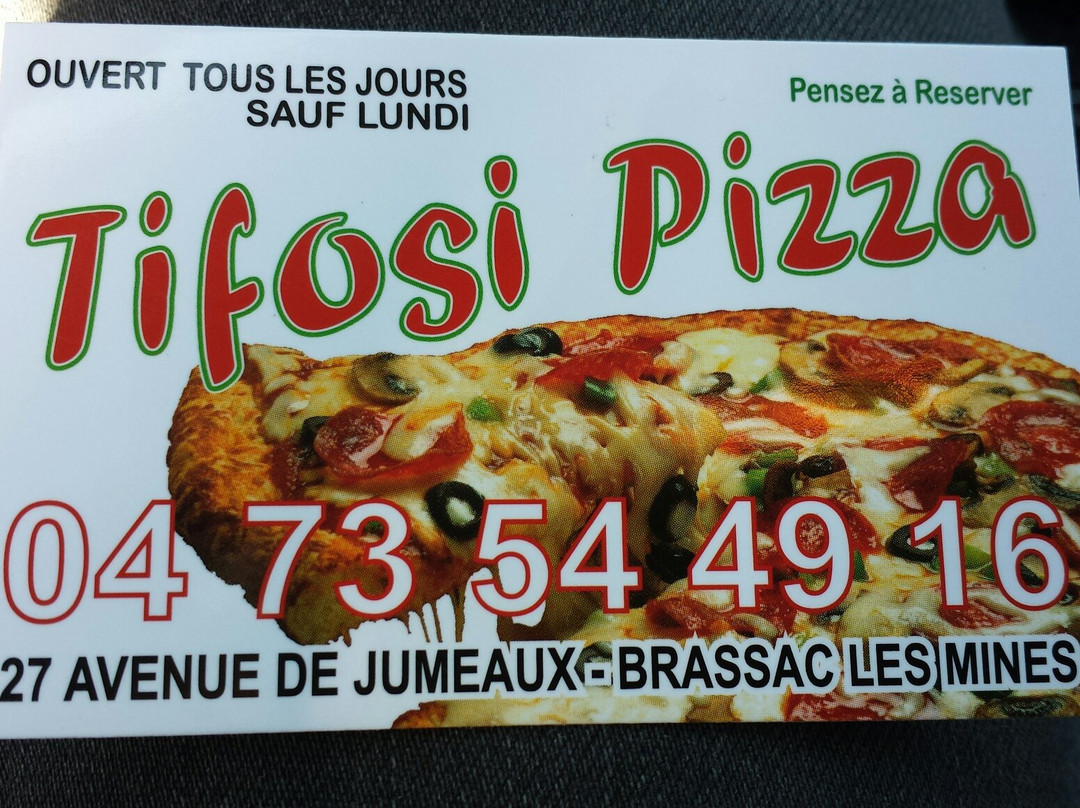 OUVERT TOUS LES JOURS
SAUF LUNDI
Pensez à Reserver
Tifosi Pizza
04 73 54 49 16
27 AVENUE DE JUMEAUX - BRASSAC LES MINES